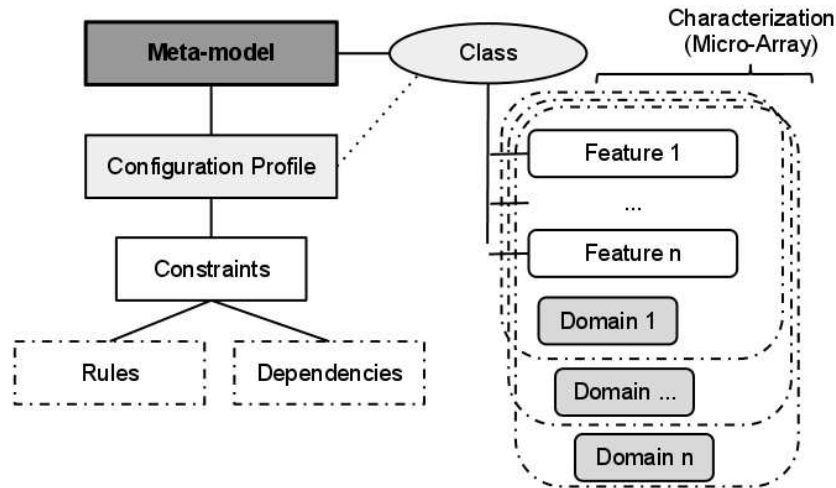 Characterization
(Micro-Array)
Meta-model
Class
Configuration Profile
Feature 1
...
Feature n
Constraints
Domain 1
Rules
Dependencies
Domain ...
Domain n